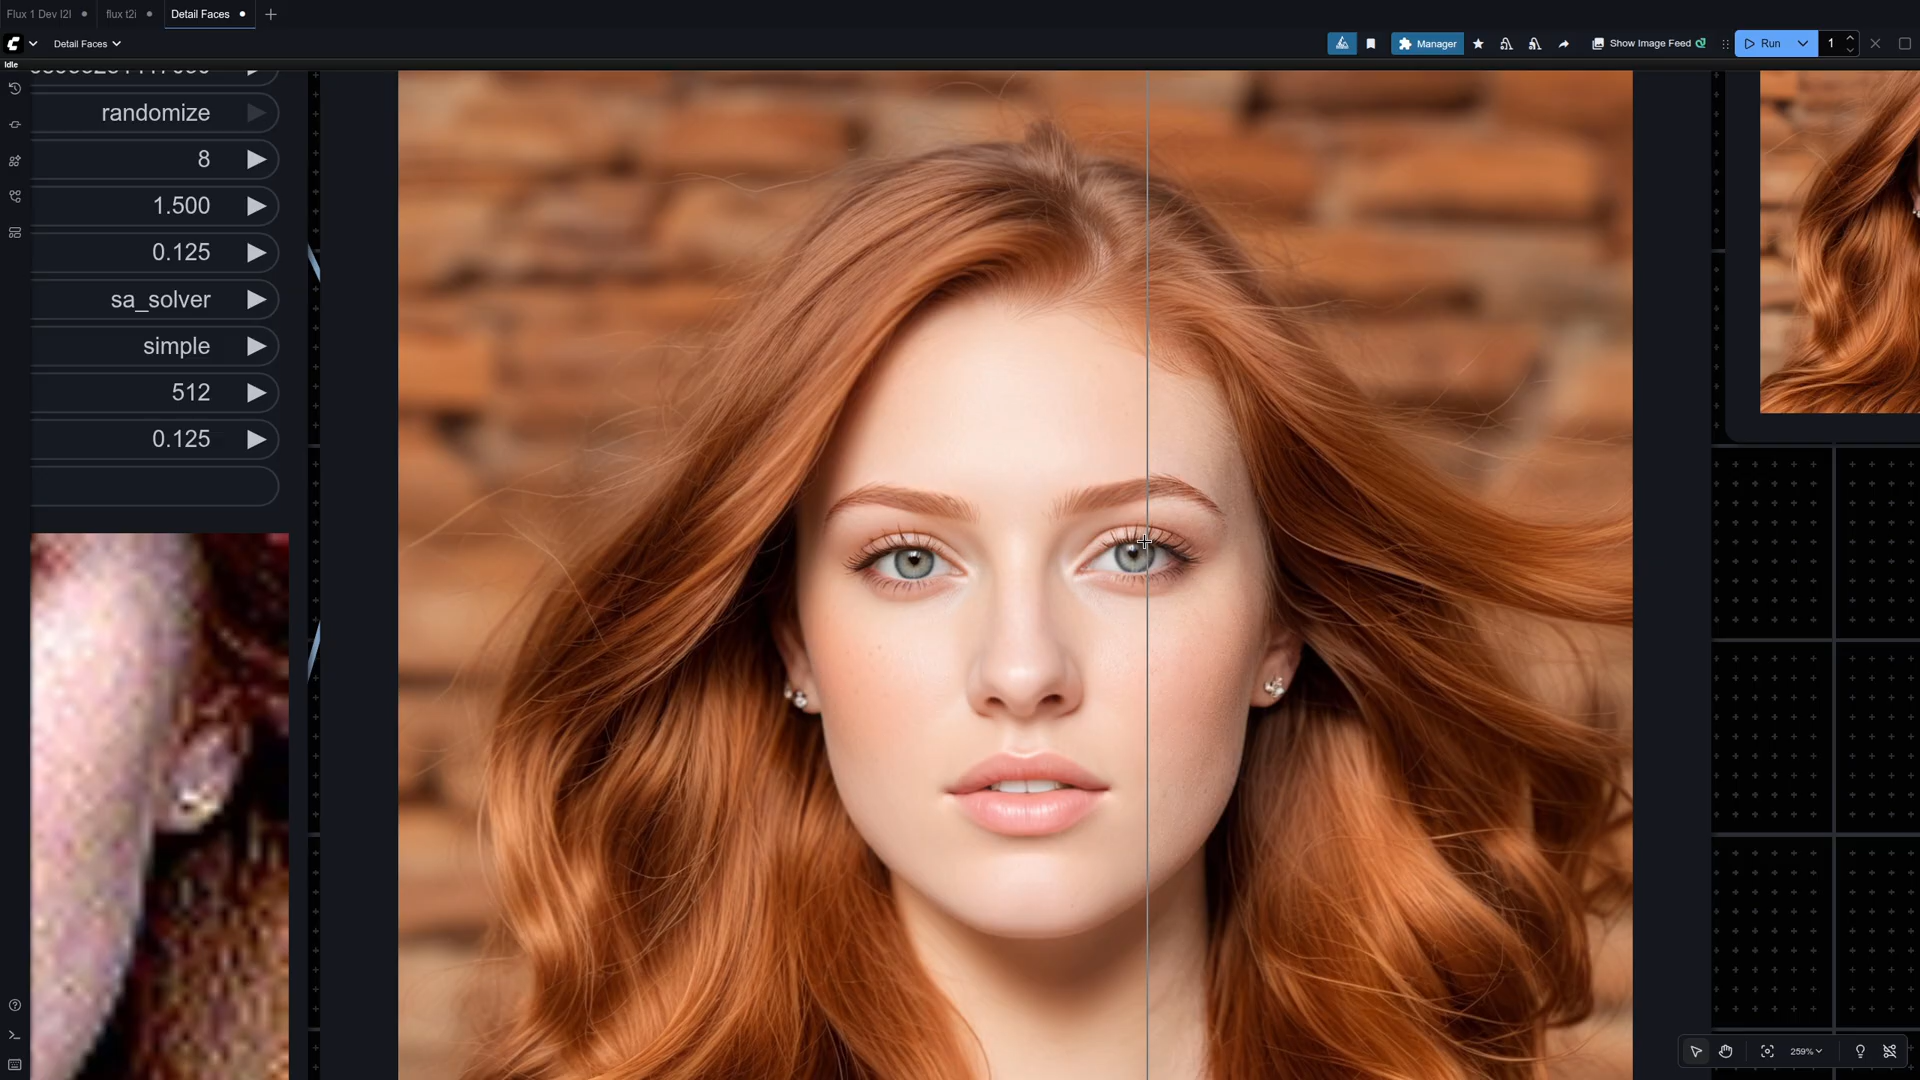 Flux 1 Dev I2I
flux t2i
Detail Faces
Detail Faces
Manager
Show Image Feed
Run
1
Idle
randomize
8
1.500
0.125
sa_solver
simple
512
0.125
259%